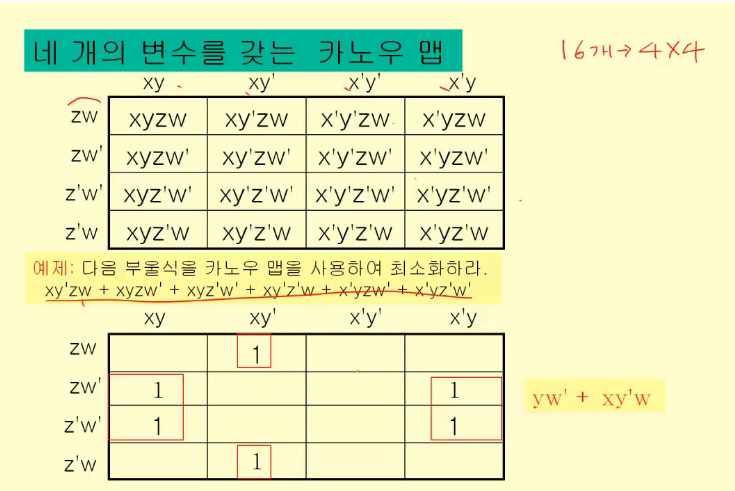 네 개의 변수를 갖는 카노우 맵
16개→4X4
xy xy' x'y' x'y
zw xyzw xy'zw x'y'zw x'yzw
zw' xyzw' xy'zw' x'y'zw' x'yzw'
z'w' xyz'w' xy'z'w' x'y'z'w' x'yz'w'
z'w xyz'w xy'z'w x'y'z'w x'yz'w
예제: 다음 부울식을 카노우 맵을 사용하여 최소화하라.
xy'zw + xyzw' + xyz'w' + xy'z'w + x'yzw' + x'yz'w'
xy xy' x'y' x'y
zw 1
zw' 1 1
z'w' 1 1
z'w 1
yw' + xy'w